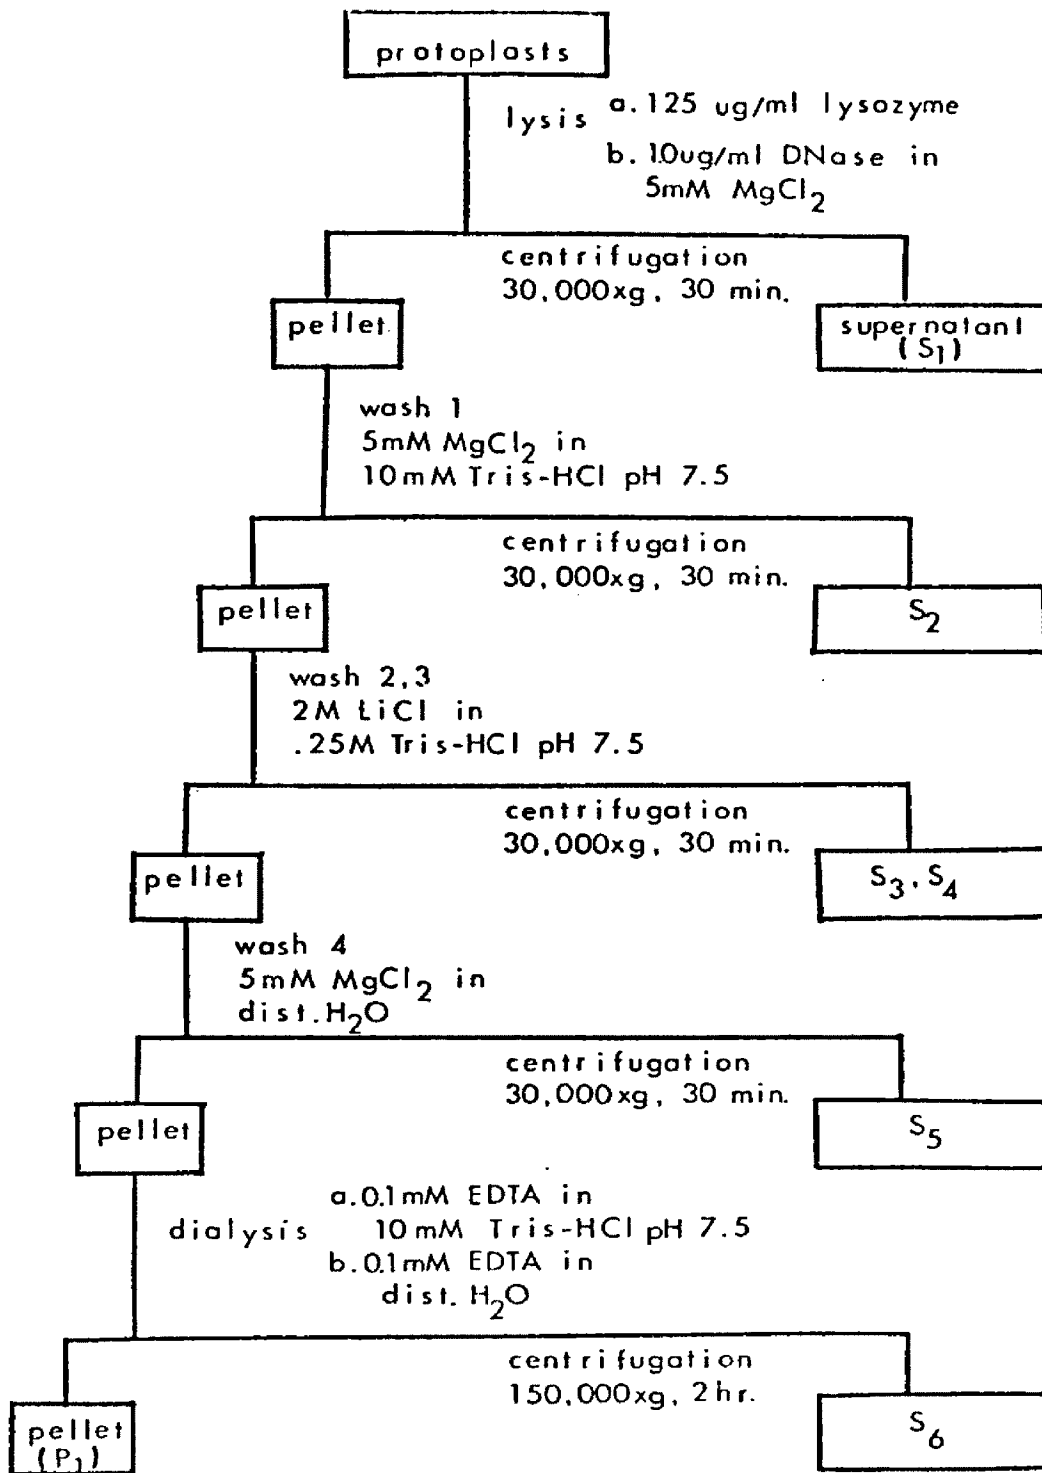 protoplasts
lysis
a. 125 ug/ml lysozyme
b. 10ug/ml DNase in
5mM MgCl2
centrifugation
30,000xg, 30 min.
pellet
supernatant
(S1)
wash 1
5mM MgCl2 in
10mM Tris-HCl pH 7.5
centrifugation
30,000xg, 30 min.
pellet
S2
wash 2,3
2M LiCl in
.25M Tris-HCl pH 7.5
centrifugation
30,000xg, 30 min.
pellet
S3, S4
wash 4
5mM MgCl2 in
dist. H2O
centrifugation
30,000xg, 30 min.
pellet
S5
dialysis
a. 0.1mM EDTA in
10mM Tris-HCl pH 7.5
b. 0.1mM EDTA in
dist. H2O
centrifugation
150,000xg, 2hr.
pellet
(P1)
S6